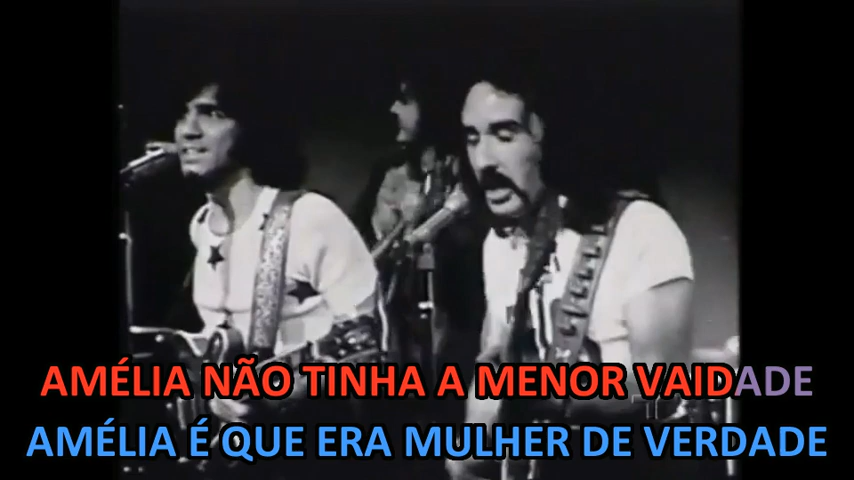 AMÉLIA NÃO TINHA A MENOR VAIDADE
AMÉLIA É QUE ERA MULHER DE VERDADE